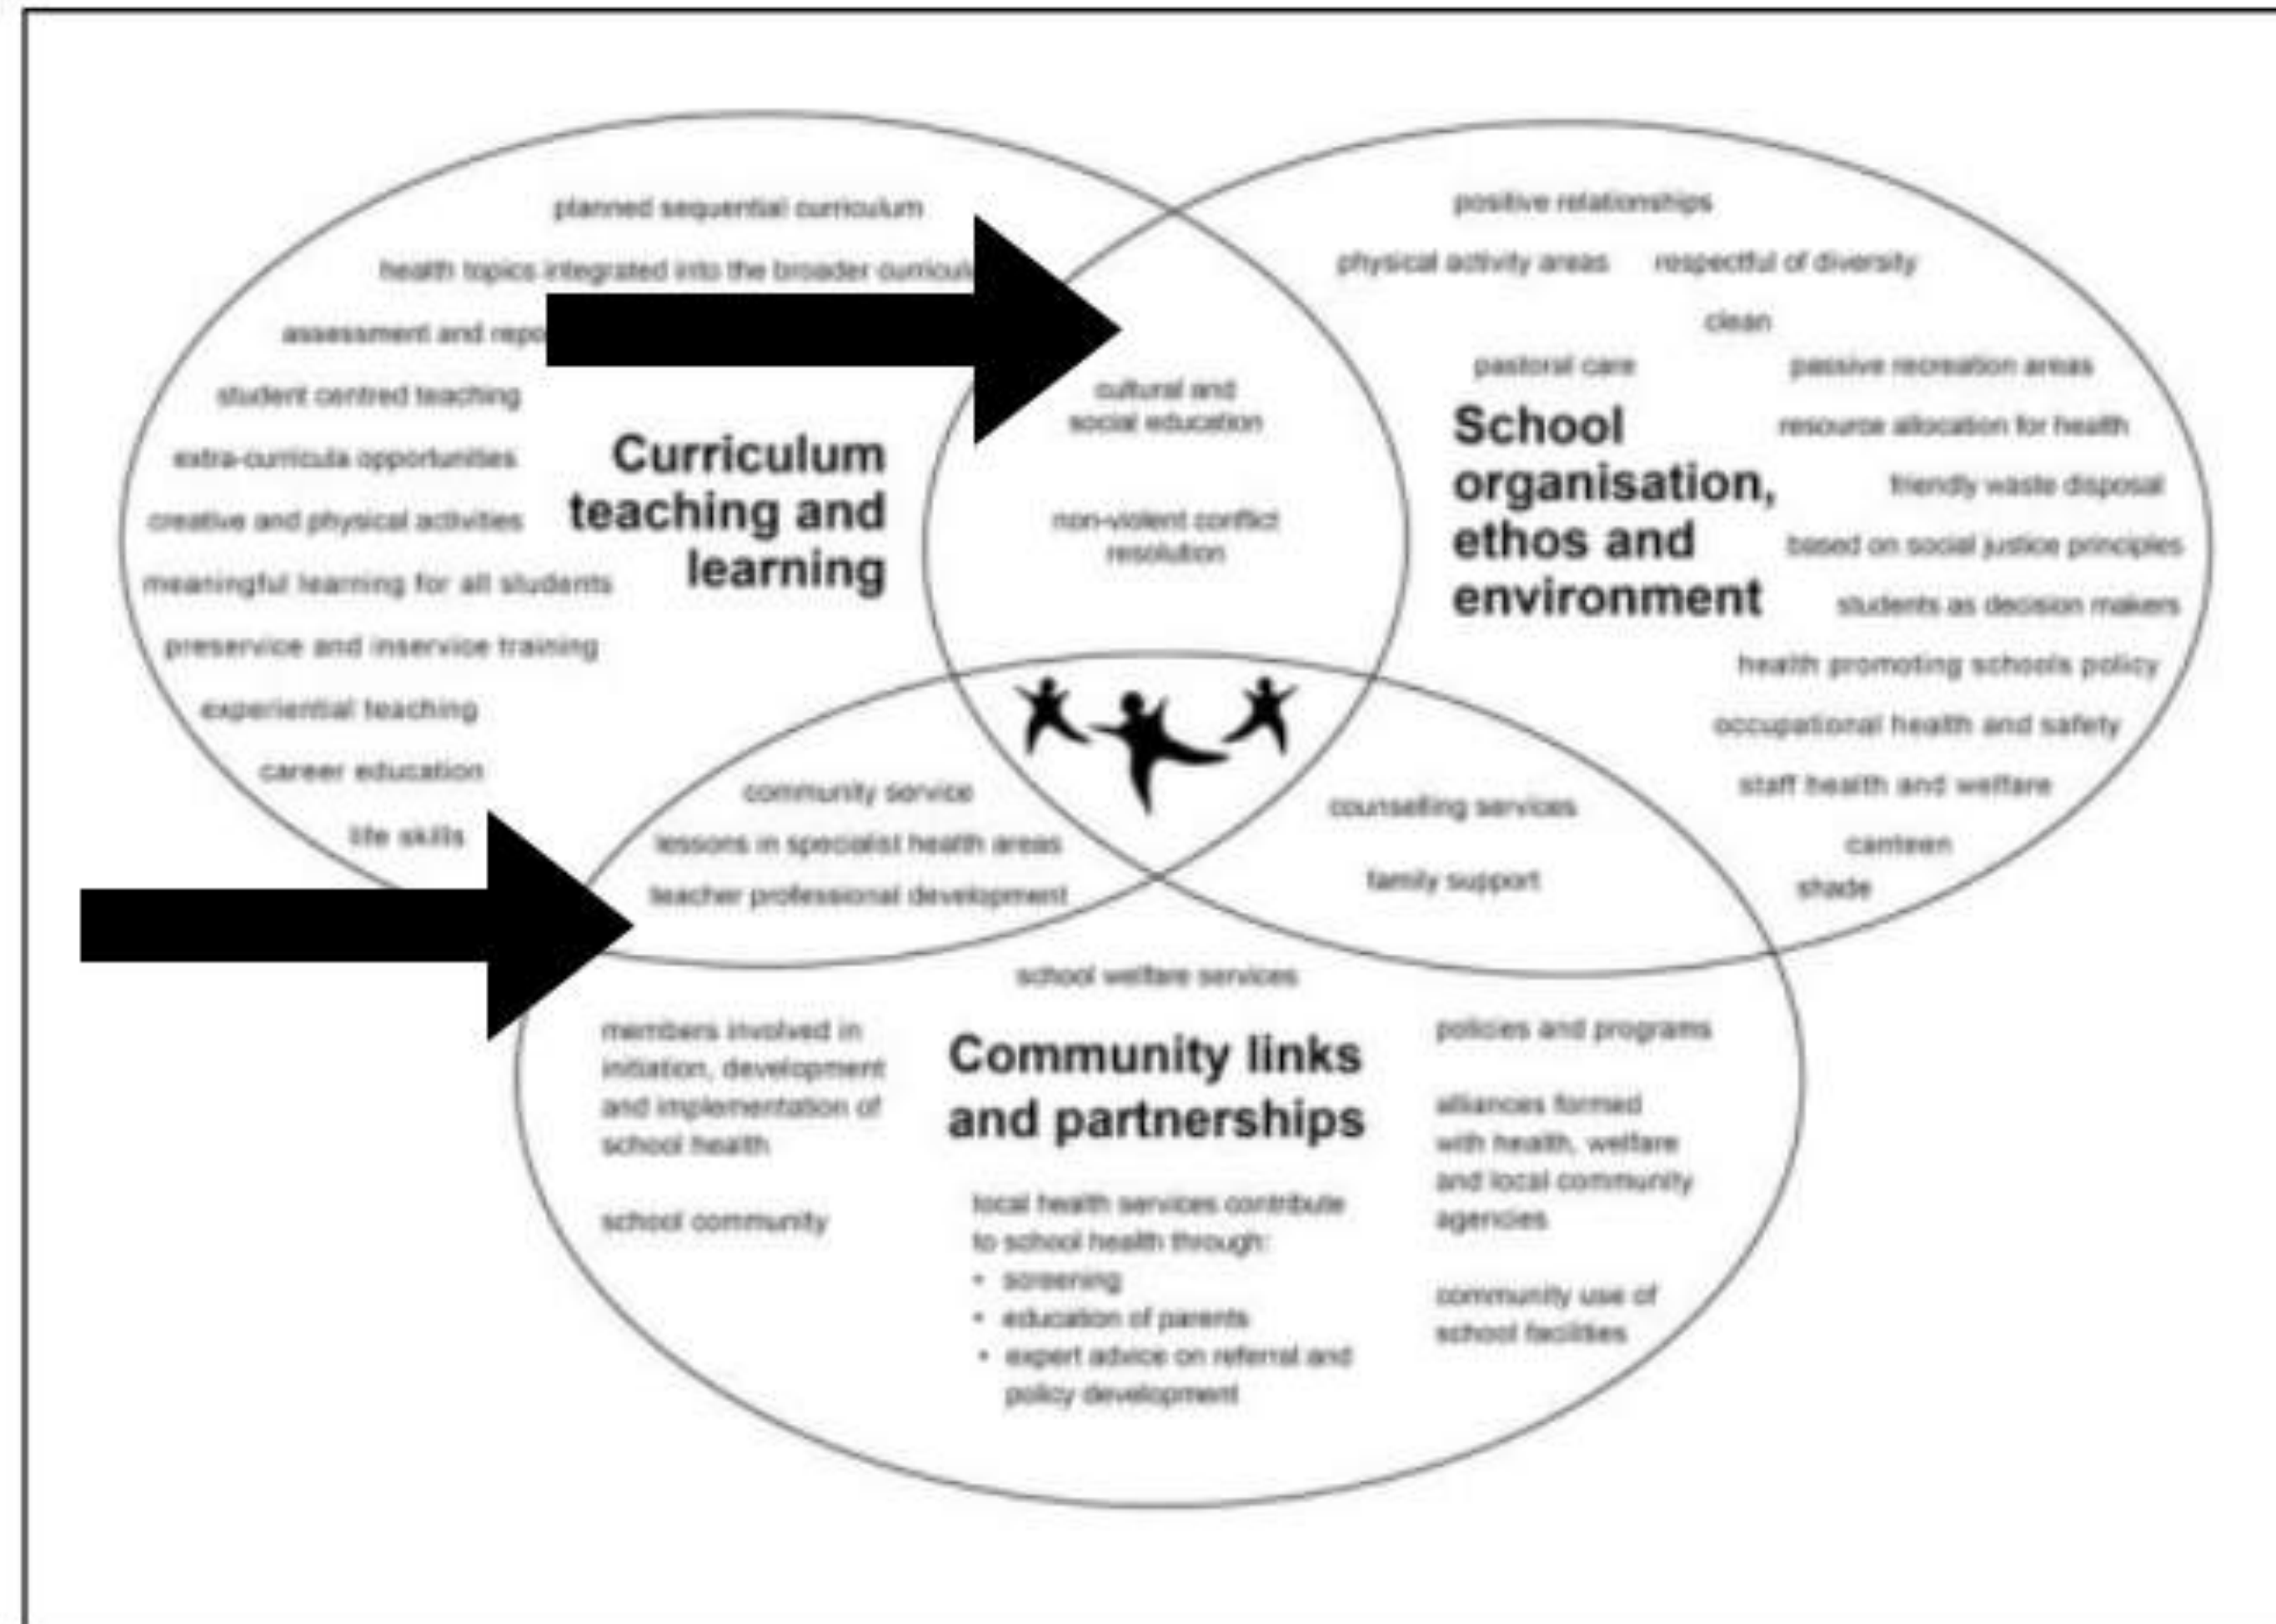 planned sequential curriculum
health topics integrated into the broader
assessment and
student centred teaching
extra-curricula opportunities
creative and physical activities
meaningful learning for all students
preservice and inservice training
experiential teaching
career education
life skills
Curriculum
teaching and
learning
cultural and
social education
non-violent conflict
resolution
positive relationships
physical activity areas respectful of diversity
clean
pastoral care passive recreation areas
School
organisation,
ethos and
environment
resource allocation for health
friendly waste disposal
based on social justice principles
students as decision makers
health promoting schools policy
occupational health and safety
staff health and welfare
canteen
shade
community service
lessons in specialist health areas
teacher professional development
counselling services
family support
school welfare services
members involved in
initiation, development
and implementation of
school health
school community
Community links
and partnerships
local health services contribute
to school health through:
• screening
• education of parents
• expert advice on referral and
policy development
policies and programs
alliances formed
with health, welfare
and local community
agencies
community use of
school facilities